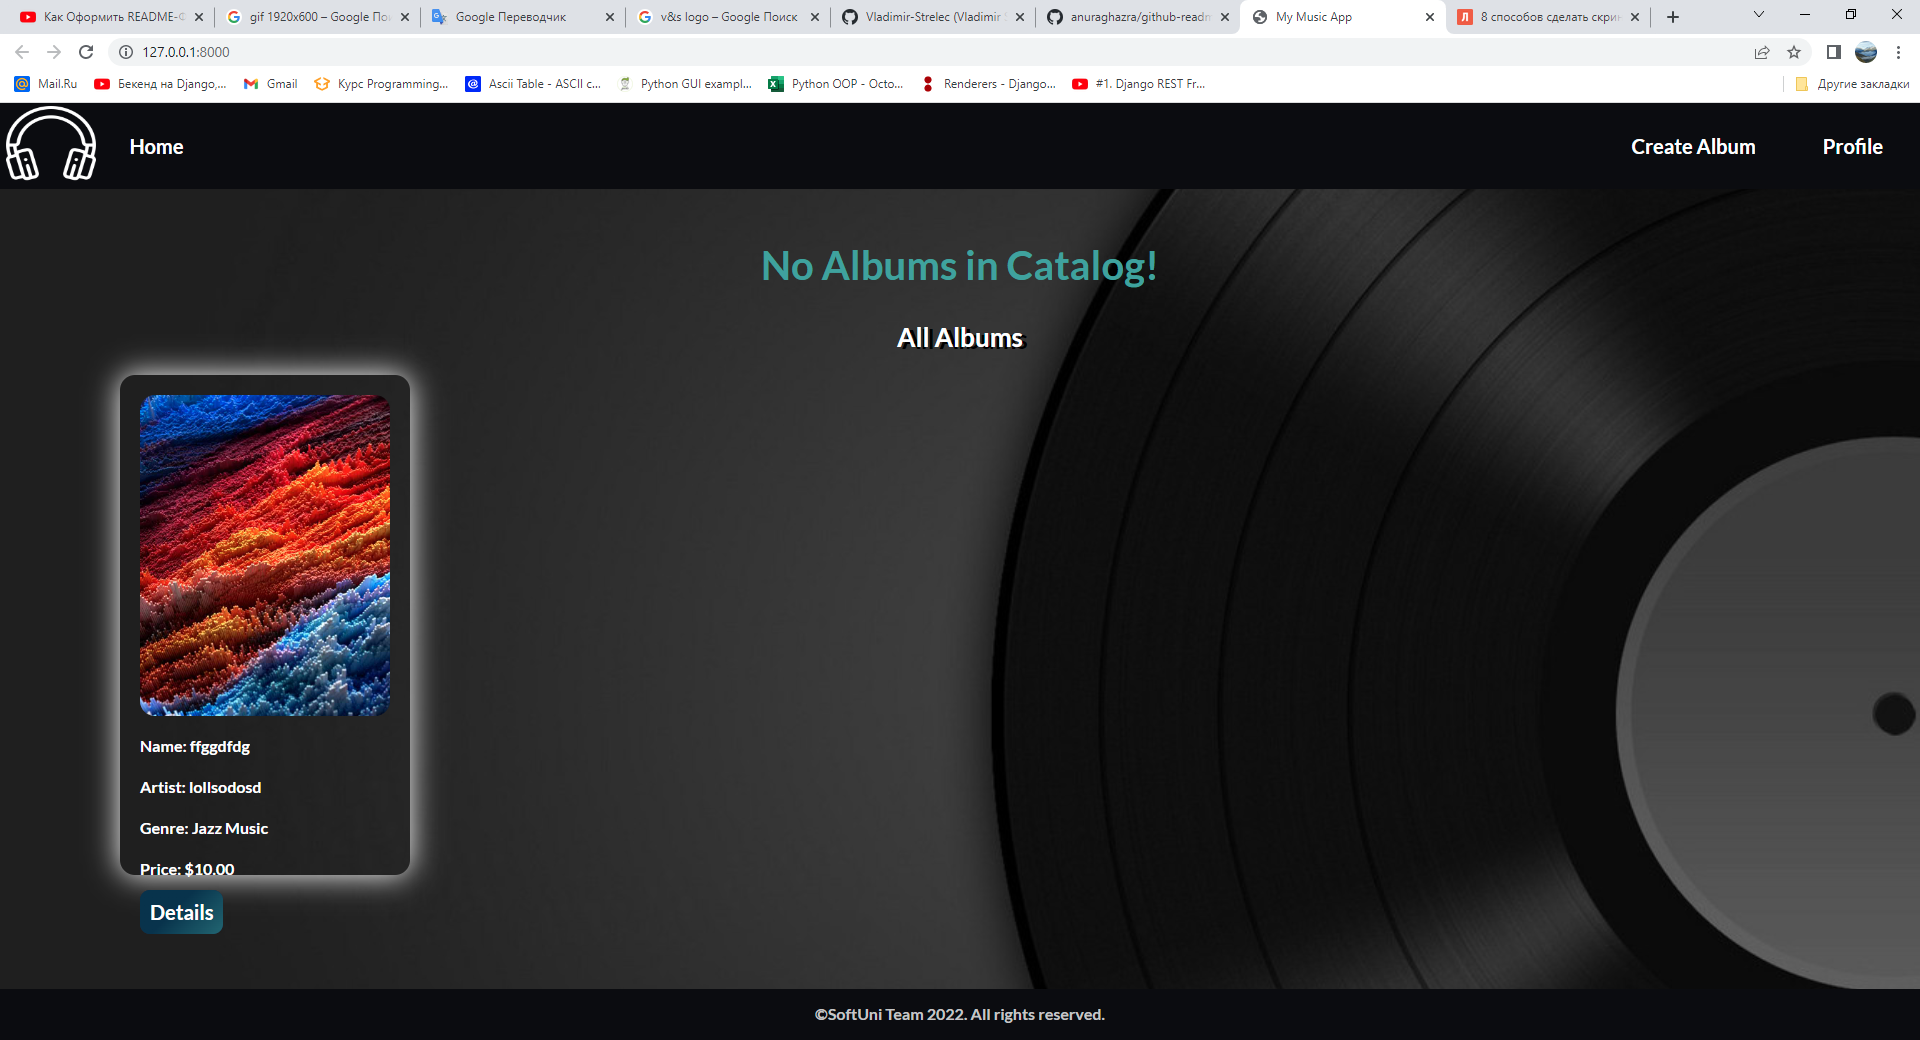 Как Оформить README-Ф
gif 1920x600 – Google По
Google Переводчик
v&s logo – Google Поиск
Vladimir-Strelec (Vladimir
anuraghazra/github-readm
My Music App
8 способов сделать скри
127.0.0.1:8000
Mail.Ru
Бекенд на Django,...
Gmail
Курс Programming...
Ascii Table - ASCII c...
Python GUI exampl...
Python OOP - Octo...
Renderers - Django...
#1. Django REST Fr...
Другие закладки
Home
Create Album
Profile
No Albums in Catalog!
All Albums
Name: ffggdfdg
Artist: lollsodosd
Genre: Jazz Music
Price: $10.00
Details
©SoftUni Team 2022. All rights reserved.